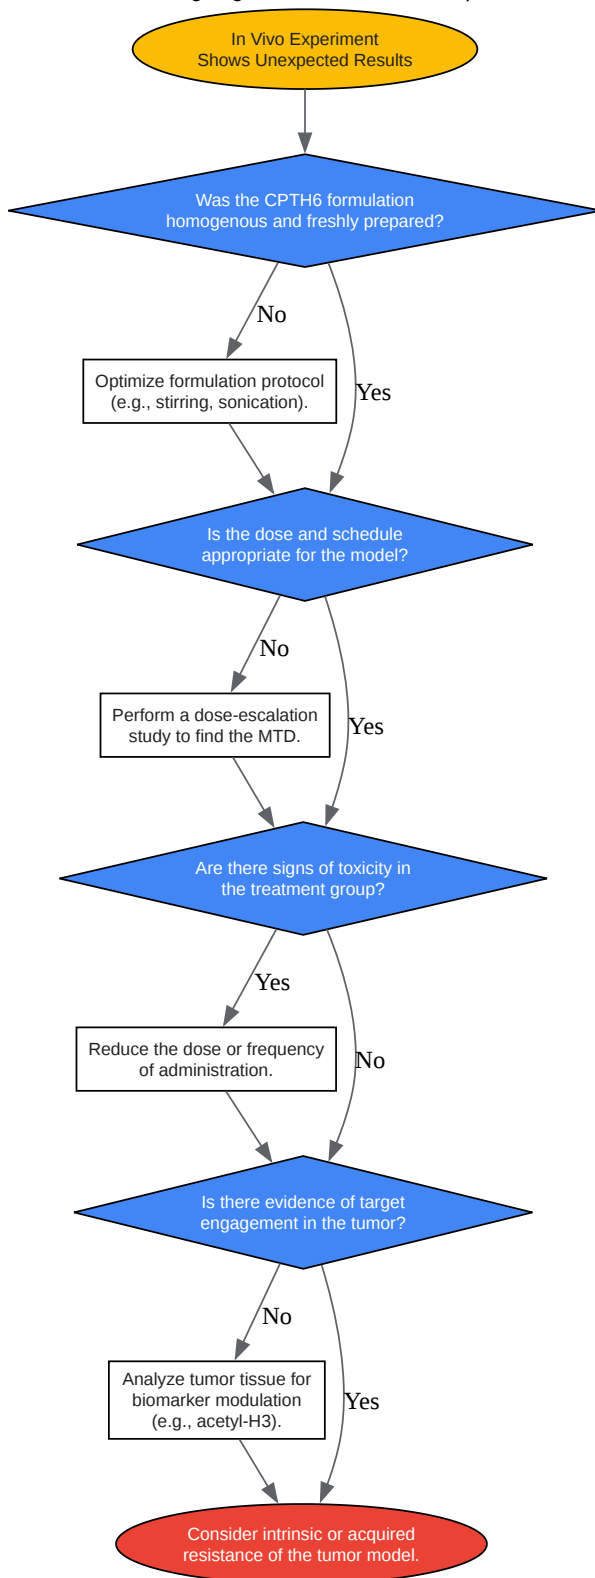 In Vivo Experiment
Shows Unexpected Results
Was the CPTH6 formulation
homogenous and freshly prepared?
No
Yes
Optimize formulation protocol
(e.g., stirring, sonication).
Is the dose and schedule
appropriate for the model?
No
Yes
Perform a dose-escalation
study to find the MTD.
Are there signs of toxicity in
the treatment group?
Yes
No
Reduce the dose or frequency
of administration.
Is there evidence of target
engagement in the tumor?
No
Yes
Analyze tumor tissue for
biomarker modulation
(e.g., acetyl-H3).
Consider intrinsic or acquired
resistance of the tumor model.